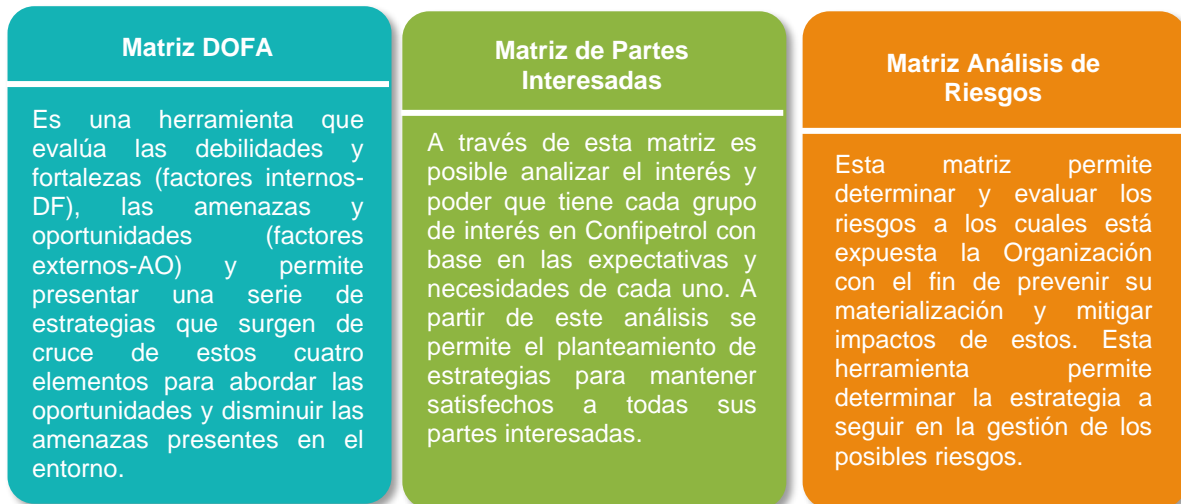 Matriz DOFA
Es una herramienta que
evalúa las debilidades y
fortalezas (factores internos-
DF), las amenazas y
oportunidades (factores
externos-AO) y permite
presentar una serie de
estrategias que surgen de
cruce de estos cuatro
elementos para abordar las
oportunidades y disminuir las
amenazas presentes en el
entorno.
Matriz de Partes
Interesadas
A través de esta matriz es
posible analizar el interés y
poder que tiene cada grupo
de interés en Confipetrol con
base en las expectativas y
necesidades de cada uno. A
partir de este análisis se
permite el planteamiento de
estrategias para mantener
satisfechos a todas sus
partes interesadas.
Matriz Análisis de
Riesgos
Esta matriz permite
determinar y evaluar los
riesgos a los cuales está
expuesta la Organización
con el fin de prevenir su
materialización y mitigar
impactos de estos. Esta
herramienta permite
determinar la estrategia a
seguir en la gestión de los
posibles riesgos.